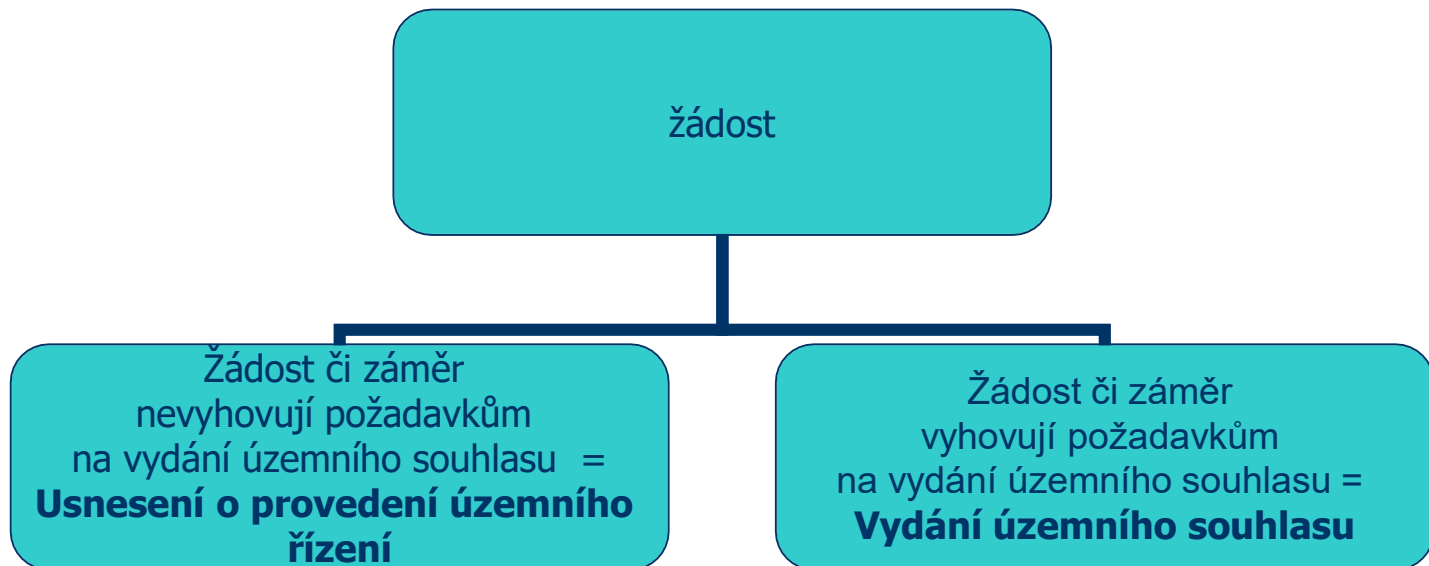 žádost
Žádost či záměr
nevyhovují požadavkům
na vydání územního souhlasu =
Usnesení o provedení územního
řízení
Žádost či záměr
vyhovují požadavkům
na vydání územního souhlasu =
Vydání územního souhlasu